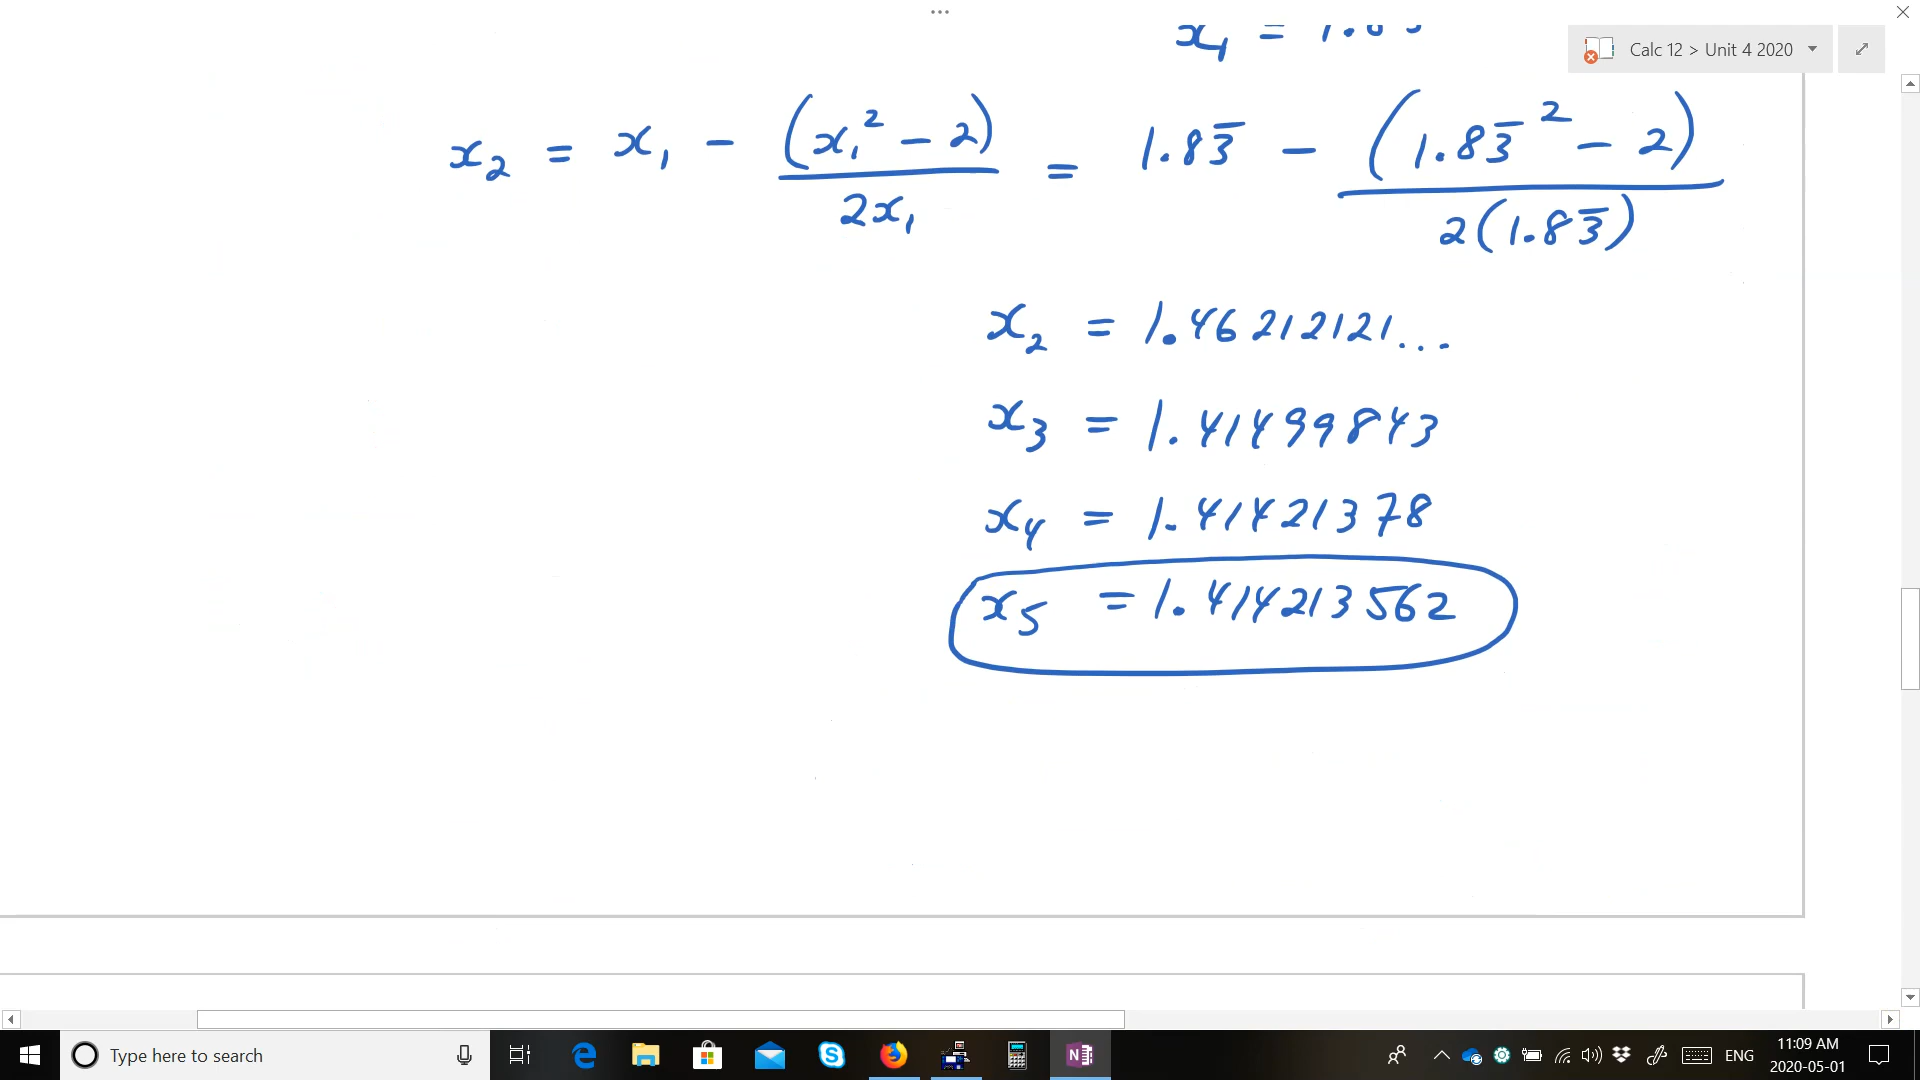 Calc 12 > Unit 4 2020
x₂ = x₁ - (x₁² - 2) / 2x₁ = 1.83̅ - (1.83̅² - 2) / 2(1.83̅)
x₂ = 1.46212121...
x₃ = 1.41499843
x₄ = 1.41421378
x₅ = 1.414213562
Type here to search
ENG
11:09 AM
2020-05-01